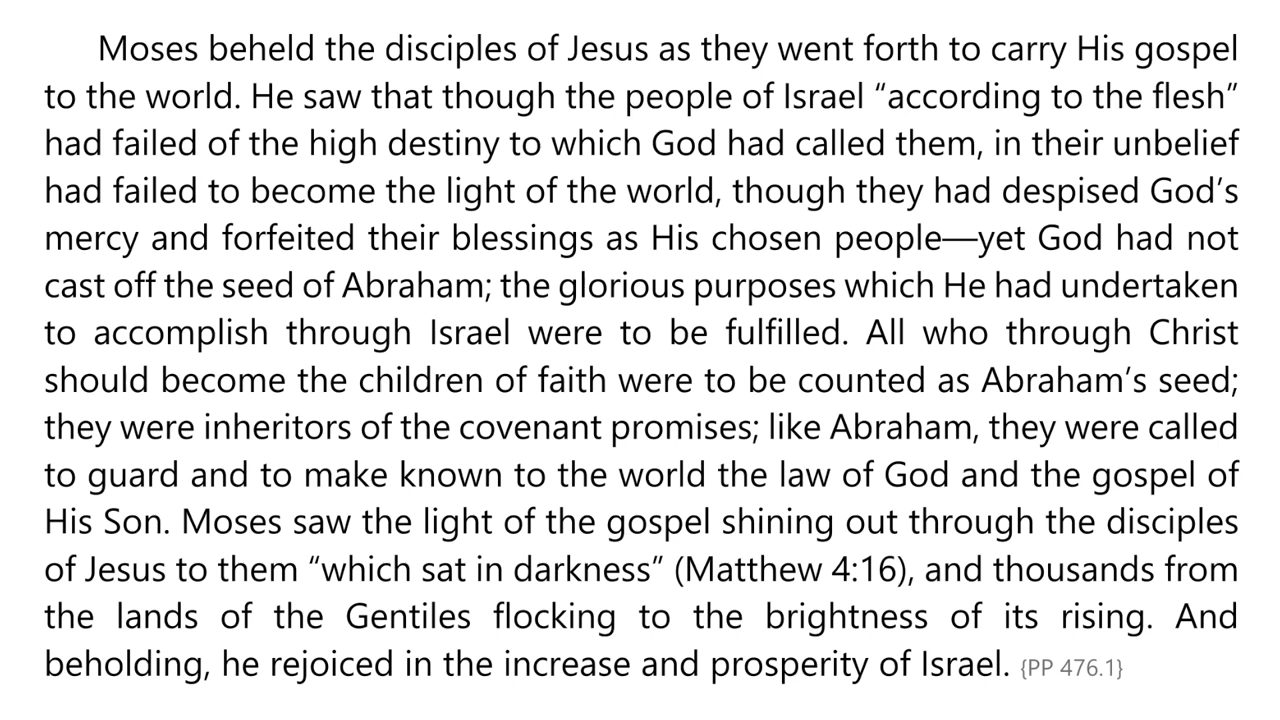 Moses beheld the disciples of Jesus as they went forth to carry His gospel
to the world. He saw that though the people of Israel “according to the flesh”
had failed of the high destiny to which God had called them, in their unbelief
had failed to become the light of the world, though they had despised God’s
mercy and forfeited their blessings as His chosen people—yet God had not
cast off the seed of Abraham; the glorious purposes which He had undertaken
to accomplish through Israel were to be fulfilled. All who through Christ
should become the children of faith were to be counted as Abraham’s seed;
they were inheritors of the covenant promises; like Abraham, they were called
to guard and to make known to the world the law of God and the gospel of
His Son. Moses saw the light of the gospel shining out through the disciples
of Jesus to them “which sat in darkness” (Matthew 4:16), and thousands from
the lands of the Gentiles flocking to the brightness of its rising. And
beholding, he rejoiced in the increase and prosperity of Israel. {PP 476.1}